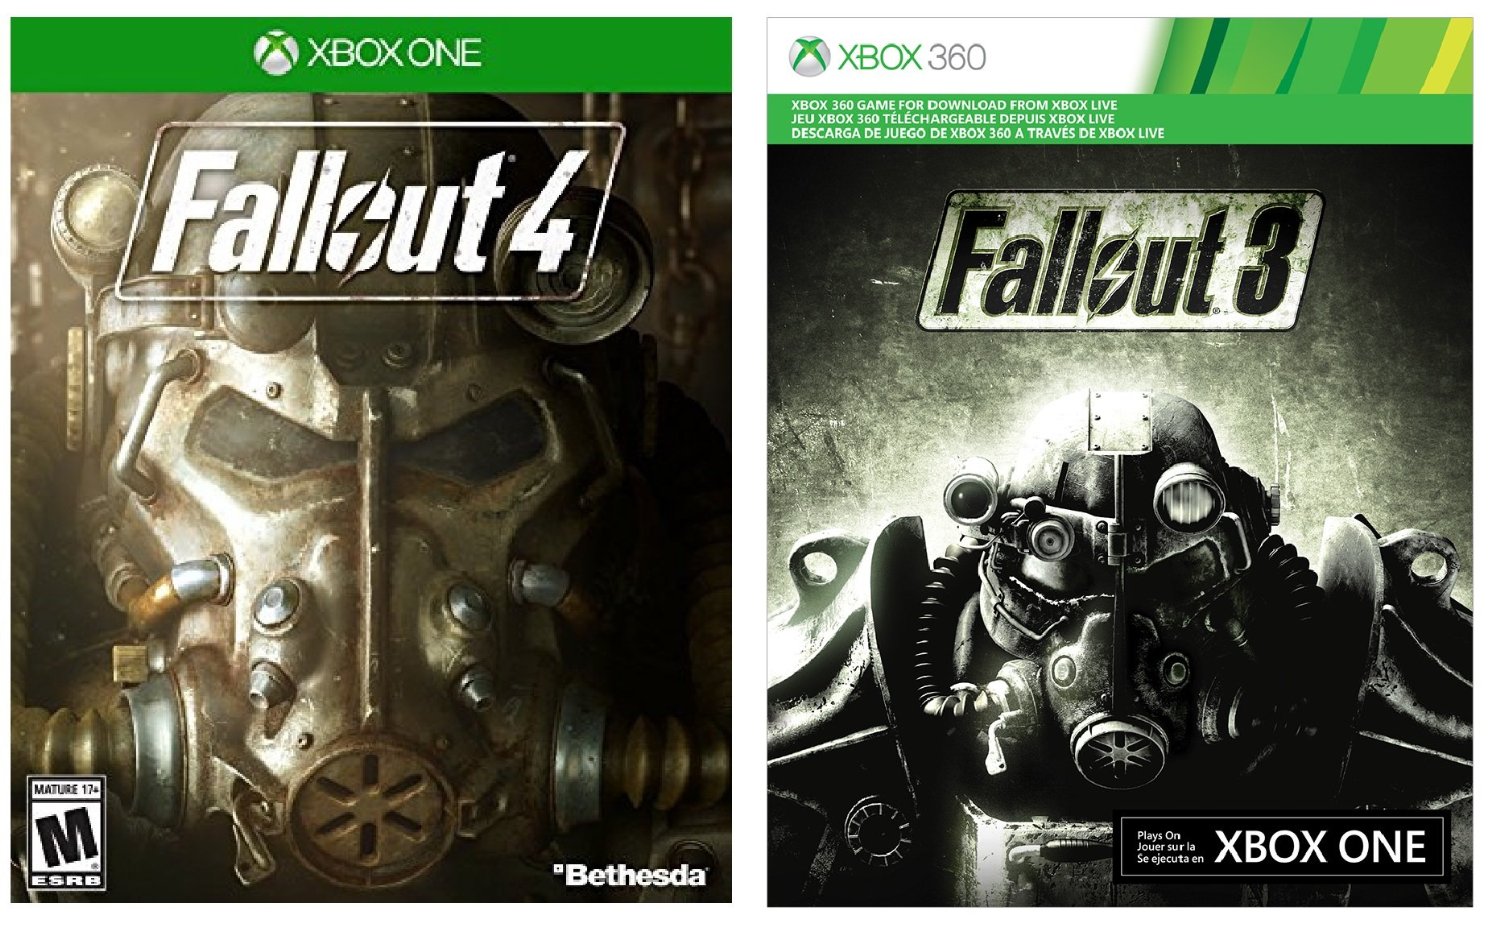 XBOX ONE
Fallout 4
MATURE 17+
M
®
ESRB
Bethesda
XBOX 360
XBOX 360 GAME FOR DOWNLOAD FROM XBOX LIVE
JEU XBOX 360 TÉLÉCHARGEABLE DEPUIS XBOX LIVE
DESCARGA DE JUEGO DE XBOX 360 A TRAVÉS DE XBOX LIVE
Fallout 3
Plays On
Jouer sur la
Se ejecuta en
XBOX ONE